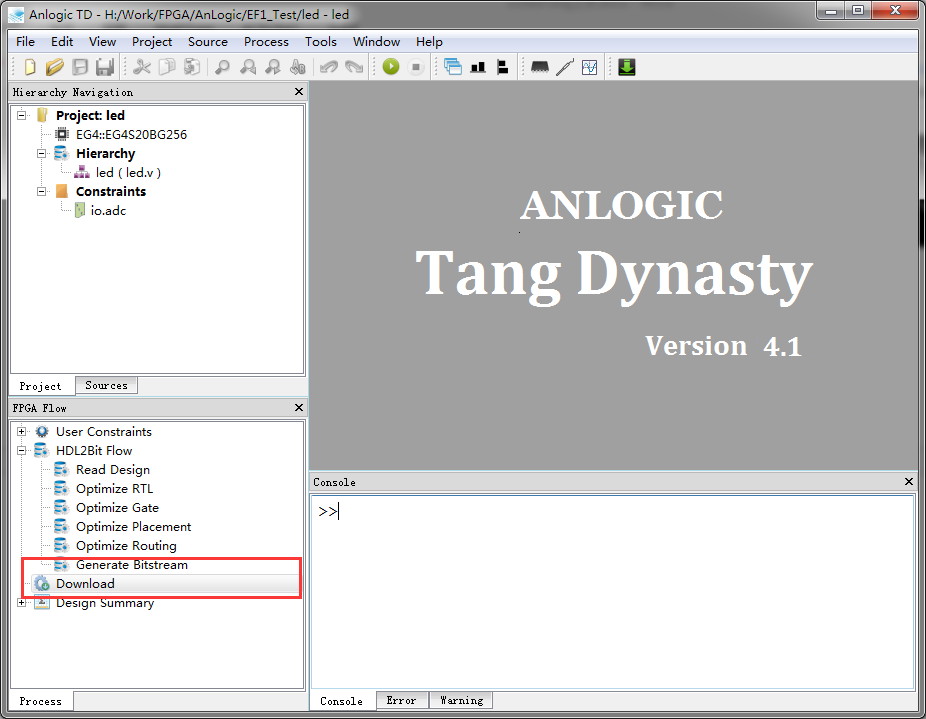 Anlogic TD - H:/Work/FPGA/AnLogic/EF1_Test/led - led
File Edit View Project Source Process Tools Window Help
Hierarchy Navigation
Project: led
EG4::EG4S20BG256
Hierarchy
led ( led.v )
Constraints
io.adc
Project Sources
FPGA Flow
User Constraints
HDL2Bit Flow
Read Design
Optimize RTL
Optimize Gate
Optimize Placement
Optimize Routing
Generate Bitstream
Download
Design Summary
Process
ANLOGIC
Tang Dynasty
Version 4.1
Console
>>
Console Error Warning